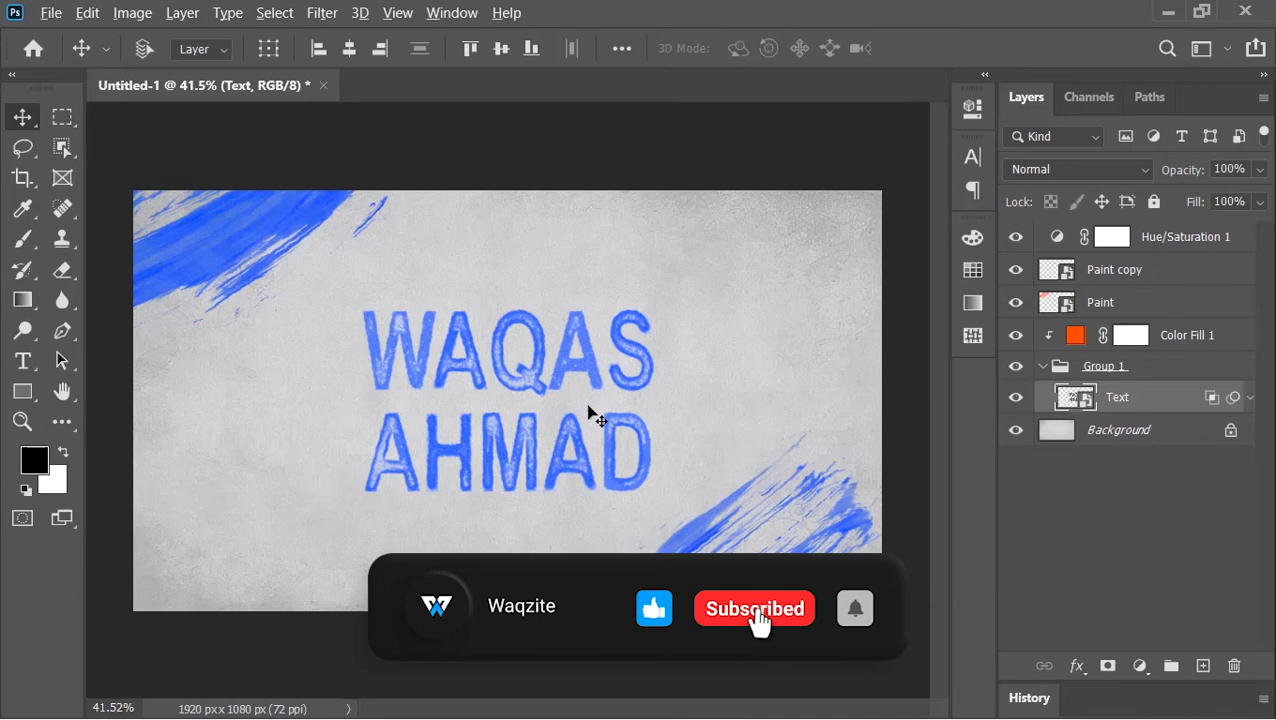 Ps File Edit Image Layer Type Select Filter 3D View Window Help
Layer 3D Mode:
Untitled-1 @ 41.5% (Text, RGB/8) *
Layers Channels Paths
Kind
Normal Opacity: 100%
Lock: Fill: 100%
Hue/Saturation 1
Paint copy
Paint
Color Fill 1
Group 1
Text
Background
WAQAS
AHMAD
Waqzite Subscribed
fx
History
41.52% 1920 px x 1080 px (72 ppi)